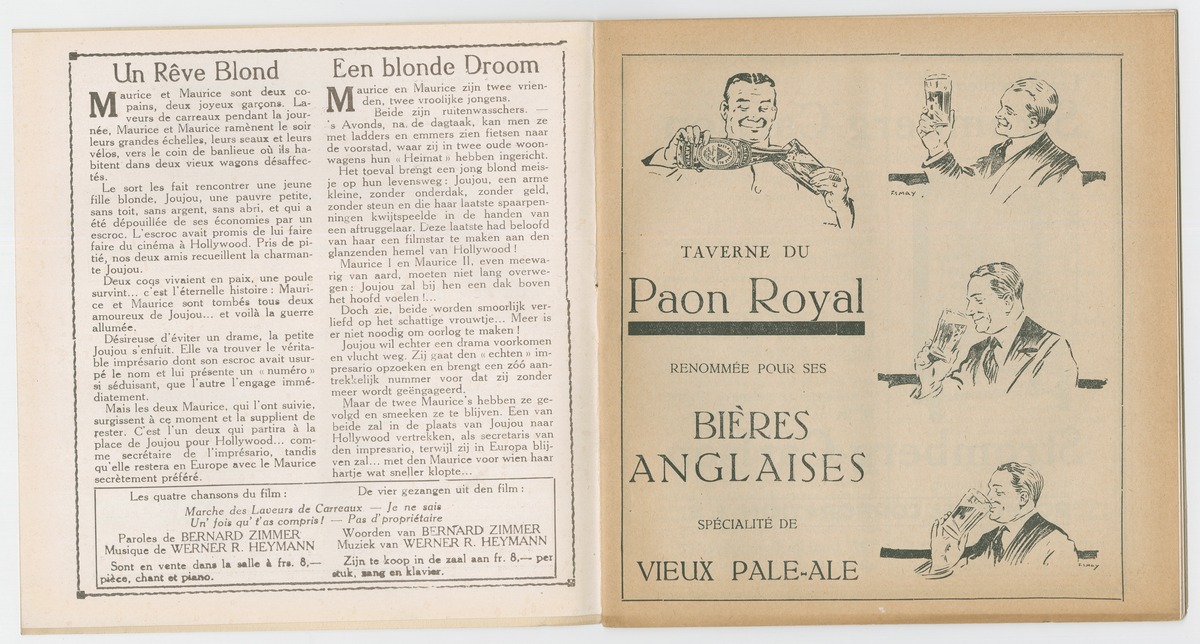 Un Rêve Blond
Maurice et Maurice sont deux co-
pains, deux joyeux garçons. La-
veurs de carreaux pendant la jour-
née, Maurice et Maurice ramènent le soir
leurs grandes échelles, leurs seaux et leurs
vélos, vers le coin de banlieue où ils ha-
bitent dans deux vieux wagons désaffec-
tés.
Le sort les fait rencontrer une jeune
fille blonde, Joujou, une pauvre petite,
sans toit, sans argent, sans abri, et qui a
été dépouillée de ses économies par un
escroc. L'escroc avait promis de lui faire
faire du cinéma à Hollywood. Pris de pi-
tié, nos deux amis recueillent la charman-
te Joujou.
Deux coqs vivaient en paix, une poule
survint... c'est l'éternelle histoire : Mauri-
ce et Maurice sont tombés tous deux
amoureux de Joujou... et voilà la guerre
allumée.
Désireuse d'éviter un drame, la petite
Joujou s'enfuit. Elle va trouver le vérita-
ble imprésario dont son escroc avait usur-
pé le nom et lui présente un « numéro »
si séduisant, que l'autre l'engage immé-
diatement.
Mais les deux Maurice, qui l'ont suivie,
surgissent à ce moment et la supplient de
rester. C'est l'un deux qui partira à la
place de Joujou pour Hollywood... com-
me secrétaire de l'imprésario, tandis
qu'elle restera en Europe avec le Maurice
secrètement préféré.
Een blonde Droom
Maurice en Maurice zijn twee vrien-
den, twee vroolijke jongens.
Beide zijn ruitenwasschers. —
's Avonds, na de dagtaak, kan men ze
met ladders en emmers zien fietsen naar
de voorstad, waar zij in twee oude woon-
wagens hun « Heimat » hebben ingericht.
Het toeval brengt een jong blond meis-
je op hun levensweg : Joujou, een arme
kleine, zonder onderdak, zonder geld,
zonder steun en die haar laatste spaarpen-
ningen kwijtspeelde in de handen van
een aftruggelaar. Deze laatste had beloofd
van haar een filmstar te maken aan den
glanzenden hemel van Hollywood !
Maurice I en Maurice II, even meewa-
rig van aard, moeten niet lang overwe-
gen : Joujou zal bij hen een dak boven
het hoofd voelen !...
Doch zie, beide worden smoorlijk ver-
liefd op het schattige vrouwtje... Meer is
er niet noodig om oorlog te maken !
Joujou wil echter een drama voorkomen
en vlucht weg. Zij gaat den « echten » im-
presario opzoeken en brengt een zóó aan-
trekkelijk nummer voor dat zij zonder
meer wordt geëngageerd.
Maar de twee Maurice's hebben ze ge-
volgd en smeeken ze te blijven. Een van
beide zal in de plaats van Joujou naar
Hollywood vertrekken, als secretaris van
den impresario, terwijl zij in Europa blij-
ven zal... met den Maurice voor wien haar
hartje wat sneller klopte...
Les quatre chansons du film :
De vier gezangen uit den film :
Marche des Laveurs de Carreaux — Je ne sais
Un' fois qu' t'as compris ! — Pas d'propriétaire
Paroles de BERNARD ZIMMER
Musique de WERNER R. HEYMANN
Woorden van BERNARD ZIMMER
Muziek van WERNER R. HEYMANN
Sont en vente dans la salle à frs. 8,—
pièce, chant et piano.
Zijn te koop in de zaal aan fr. 8,— per
stuk, zang en klavier.
TAVERNE DU
Paon Royal
RENOMMÉE POUR SES
BIÈRES
ANGLAISES
SPÉCIALITÉ DE
VIEUX PALE-ALE